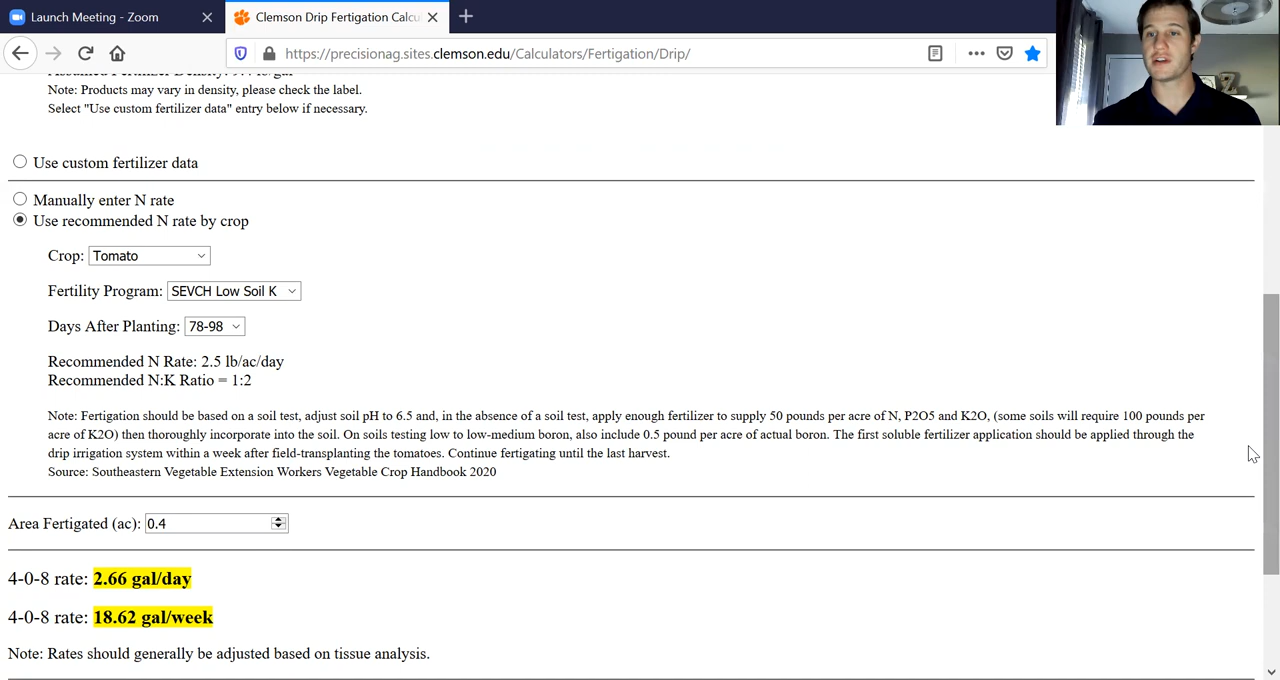 Launch Meeting - Zoom
Clemson Drip Fertigation Calcu
https://precisionag.sites.clemson.edu/Calculators/Fertigation/Drip/
Note: Products may vary in density, please check the label.
Select "Use custom fertilizer data" entry below if necessary.
Use custom fertilizer data
Manually enter N rate
Use recommended N rate by crop
Crop: Tomato
Fertility Program: SEVCH Low Soil K
Days After Planting: 78-98
Recommended N Rate: 2.5 lb/ac/day
Recommended N:K Ratio = 1:2
Note: Fertigation should be based on a soil test, adjust soil pH to 6.5 and, in the absence of a soil test, apply enough fertilizer to supply 50 pounds per acre of N, P2O5 and K2O, (some soils will require 100 pounds per
acre of K2O) then thoroughly incorporate into the soil. On soils testing low to low-medium boron, also include 0.5 pound per acre of actual boron. The first soluble fertilizer application should be applied through the
drip irrigation system within a week after field-transplanting the tomatoes. Continue fertigating until the last harvest.
Source: Southeastern Vegetable Extension Workers Vegetable Crop Handbook 2020
Area Fertigated (ac): 0.4
4-0-8 rate: 2.66 gal/day
4-0-8 rate: 18.62 gal/week
Note: Rates should generally be adjusted based on tissue analysis.